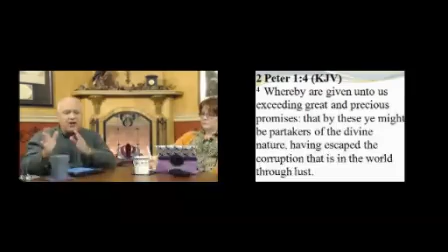 2 Peter 1:4 (KJV)
4 Whereby are given unto us
exceeding great and precious
promises: that by these ye might
be partakers of the divine
nature, having escaped the
corruption that is in the world
through lust.